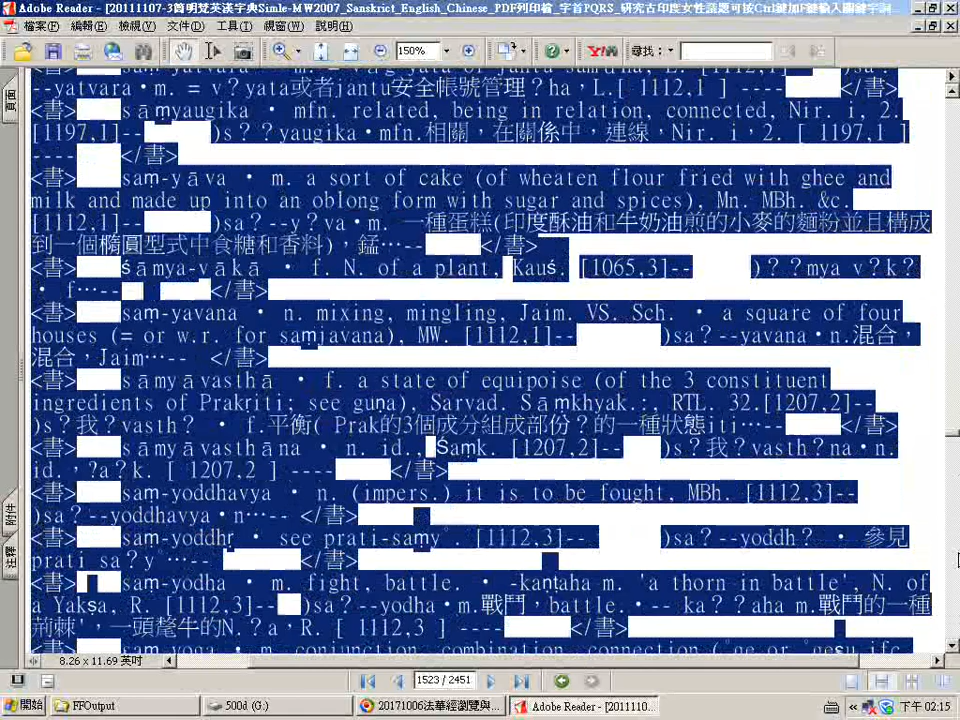 Adobe Reader - [20111107-3簡明梵英漢字典Simle-MW2007_Sanskrict_English_Chinese_PDF列印檔_字首PQRS_研究古印度女性議題可按Ctrl鍵加F鍵輸入關鍵字詞...
檔案(F) 編輯(E) 檢視(V) 文件(D) 工具(T) 視窗(W) 說明(H)
150% Y! 尋找：
頁面
--yatvara・m. = v？yata或者jantu安全帳號管理？ha, L.[ 1112,1 ] ---- </書>
<書> sāṃyaugika ・ mfn. related, being in relation, connected, Nir. i, 2.
[1197,1]-- )s？？yaugika・mfn.相關，在關係中，連線，Nir. i，2. [ 1197,1 ]
---- </書>
<書> saṃ-yāva ・ m. a sort of cake (of wheaten flour fried with ghee and
milk and made up into an oblong form with sugar and spices), Mn. MBh. &c.
[1112,1]-- )sa？--y？va・m. 一種蛋糕(印度酥油和牛奶油煎的小麥的麵粉並且構成
到一個橢圓型式中食糖和香料)，錳…-- </書>
<書> śāmya-vākā ・ f. N. of a plant, Kauś. [1065,3]-- )？？mya v？k？
・ f…-- </書>
<書> saṃ-yavana ・ n. mixing, mingling, Jaim. VS. Sch. ・ a square of four
houses (= or w.r. for saṃjavana), MW. [1112,1]-- )sa？--yavana・n.混合，
混合，Jaim…-- </書>
<書> sāmyāvasthā ・ f. a state of equipoise (of the 3 constituent
ingredients of Prakṛiti; see guṇa), Sarvad. Sāṃkhyak.:, RTL. 32.[1207,2]--
)s？我？vasth？ ・ f.平衡( Prak的3個成分組成部份？的一種狀態iti…-- </書>
<書> sāmyāvasthāna ・ n. id., Śaṃk. [1207,2]-- )s？我？vasth？na・n.
id.，?a？k. [ 1207,2 ] ---- </書>
<書> saṃ-yoddhavya ・ n. (impers.) it is to be fought, MBh. [1112,3]--
)sa？--yoddhavya・n…-- </書>
<書> saṃ-yoddhṛ ・ see prati-saṃy°. [1112,3]-- )sa？--yoddh？ ・ 參見
prati sa？y°…-- </書>
<書> saṃ-yodha ・ m. fight, battle. ・ -kaṇṭaha m. 'a thorn in battle', N. of
a Yakṣa, R. [1112,3]-- )sa？--yodha・m.戰鬥，battle.・-- ka？？aha m.戰鬥的一種
荊棘'，一頭氂牛的N.？a，R. [ 1112,3 ] ---- </書>
附件
注釋
8.26 x 11.69 英吋
1523 / 2451
開始 FFOutput 500d (G:) 20171006法華經瀏覽與... Adobe Reader - [201110... 下午 02:15